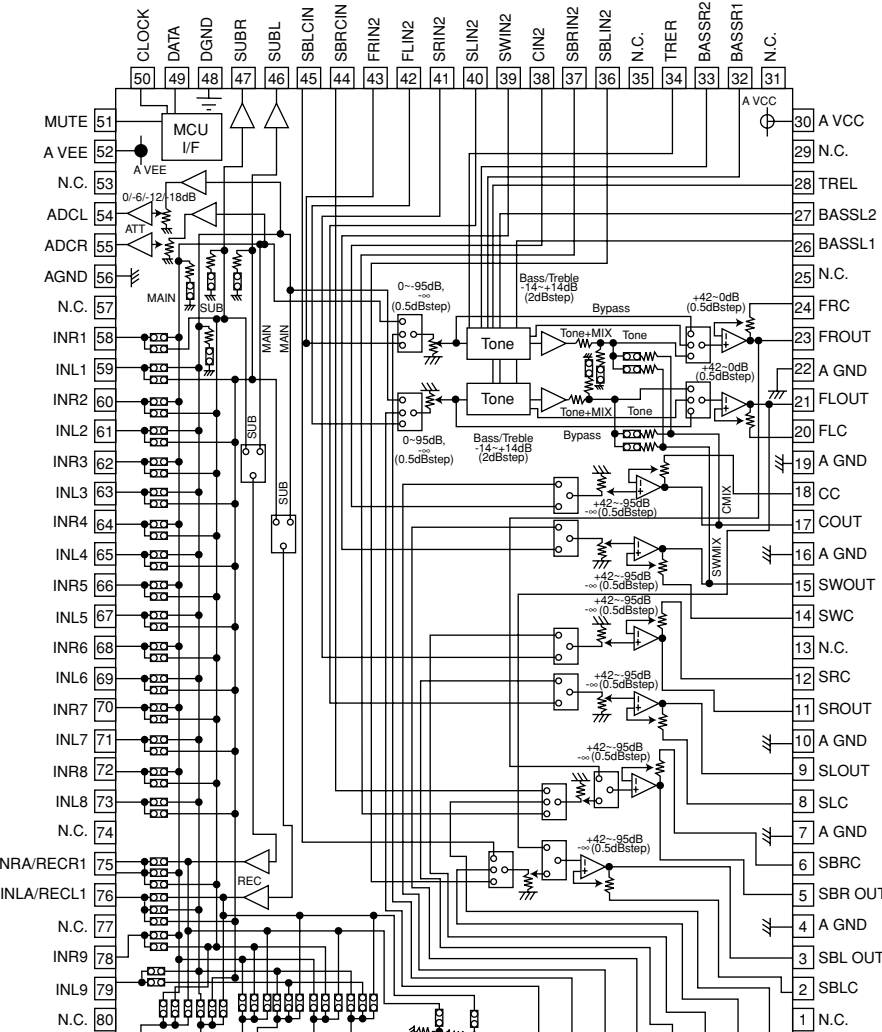 CLOCK
DATA
DGND
SUBR
SUBL
SBLCIN
SBRCIN
FRIN2
FLIN2
SRIN2
SLIN2
SWIN2
CIN2
SBRIN2
SBLIN2
N.C.
TRER
BASSR2
BASSR1
N.C.
50 49 48 47 46 45 44 43 42 41 40 39 38 37 36 35 34 33 32 31
MUTE 51
A VEE 52
N.C. 53
ADCL 54
ADCR 55
AGND 56
N.C. 57
INR1 58
INL1 59
INR2 60
INL2 61
INR3 62
INL3 63
INR4 64
INL4 65
INR5 66
INL5 67
INR6 68
INL6 69
INR7 70
INL7 71
INR8 72
INL8 73
N.C. 74
NRA/RECR1 75
INLA/RECL1 76
N.C. 77
INR9 78
INL9 79
N.C. 80
MCU
I/F
A VEE
0/-6/-12/-18dB
ATT
MAIN
SUB
MAIN
MAIN
SUB
SUB
REC
A VCC
0~-95dB,
-∞
(0.5dBstep)
Bass/Treble
-14~+14dB
(2dBstep)
Bypass
+42~0dB
(0.5dBstep)
Tone
Tone+MIX
Tone
+42~0dB
(0.5dBstep)
Tone
Tone+MIX
Tone
0~95dB,
-∞
(0.5dBstep)
Bass/Treble
-14~+14dB
(2dBstep)
Bypass
+42~-95dB
-∞(0.5dBstep)
CMIX
SWMIX
+42~-95dB
-∞(0.5dBstep)
+42~-95dB
-∞(0.5dBstep)
+42~-95dB
-∞(0.5dBstep)
+42~-95dB
-∞(0.5dBstep)
+42~-95dB
-∞(0.5dBstep)
30 A VCC
29 N.C.
28 TREL
27 BASSL2
26 BASSL1
25 N.C.
24 FRC
23 FROUT
22 A GND
21 FLOUT
20 FLC
19 A GND
18 CC
17 COUT
16 A GND
15 SWOUT
14 SWC
13 N.C.
12 SRC
11 SROUT
10 A GND
9 SLOUT
8 SLC
7 A GND
6 SBRC
5 SBR OUT
4 A GND
3 SBL OUT
2 SBLC
1 N.C.